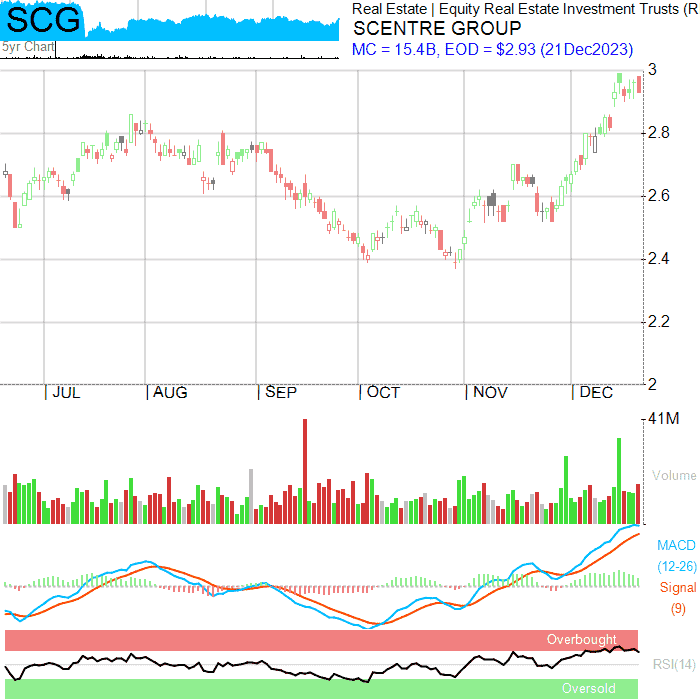 SCG
5yr Chart
Real Estate | Equity Real Estate Investment Trusts (R
SCENTRE GROUP
MC = 15.4B, EOD = $2.93 (21Dec2023)
3
2.8
2.6
2.4
2.2
2
| JUL | AUG | SEP | OCT | NOV | DEC
41M
Volume
MACD
(12-26)
Signal
(9)
Overbought
RSI(14)
Oversold